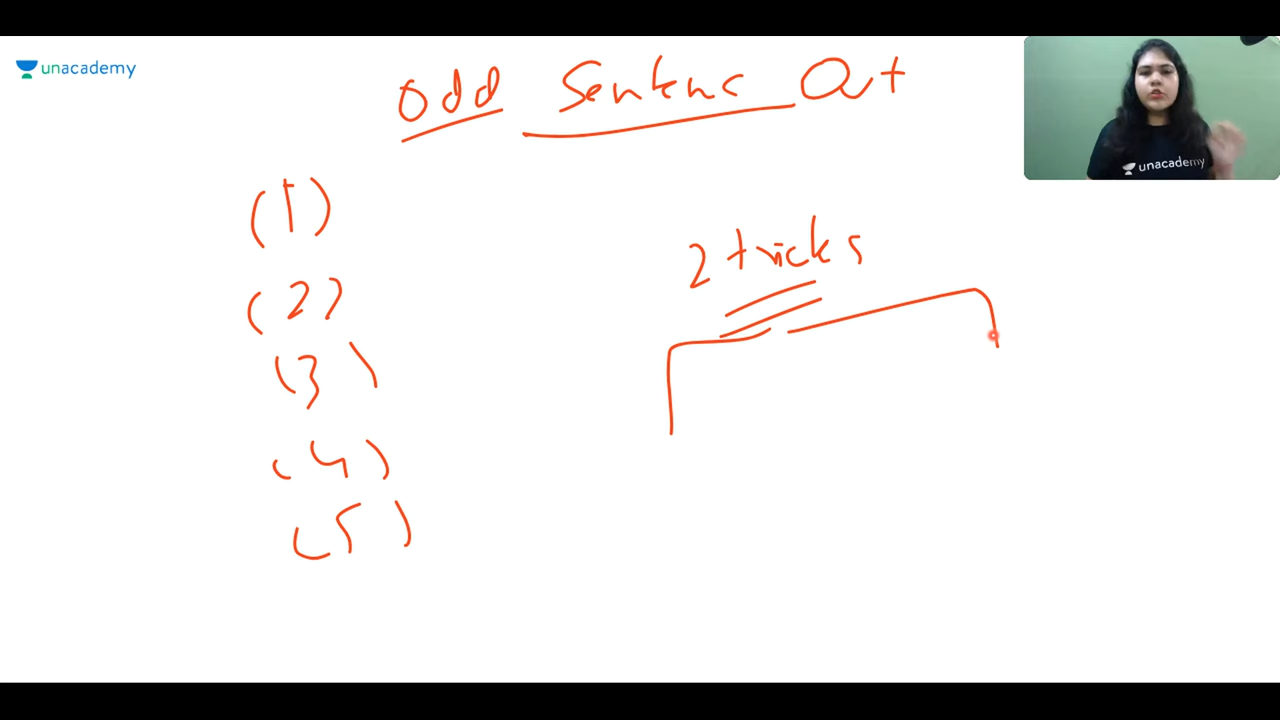 unacademy
Odd Sentenc Out
unacademy
(1)
2 tricks
(2)
(3)
(4)
(5)